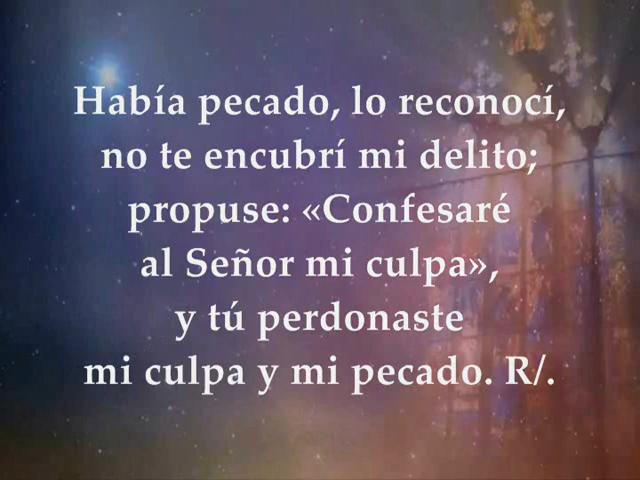 Había pecado, lo reconocí,
no te encubrí mi delito;
propuse: «Confesaré
al Señor mi culpa»,
y tú perdonaste
mi culpa y mi pecado. R/.